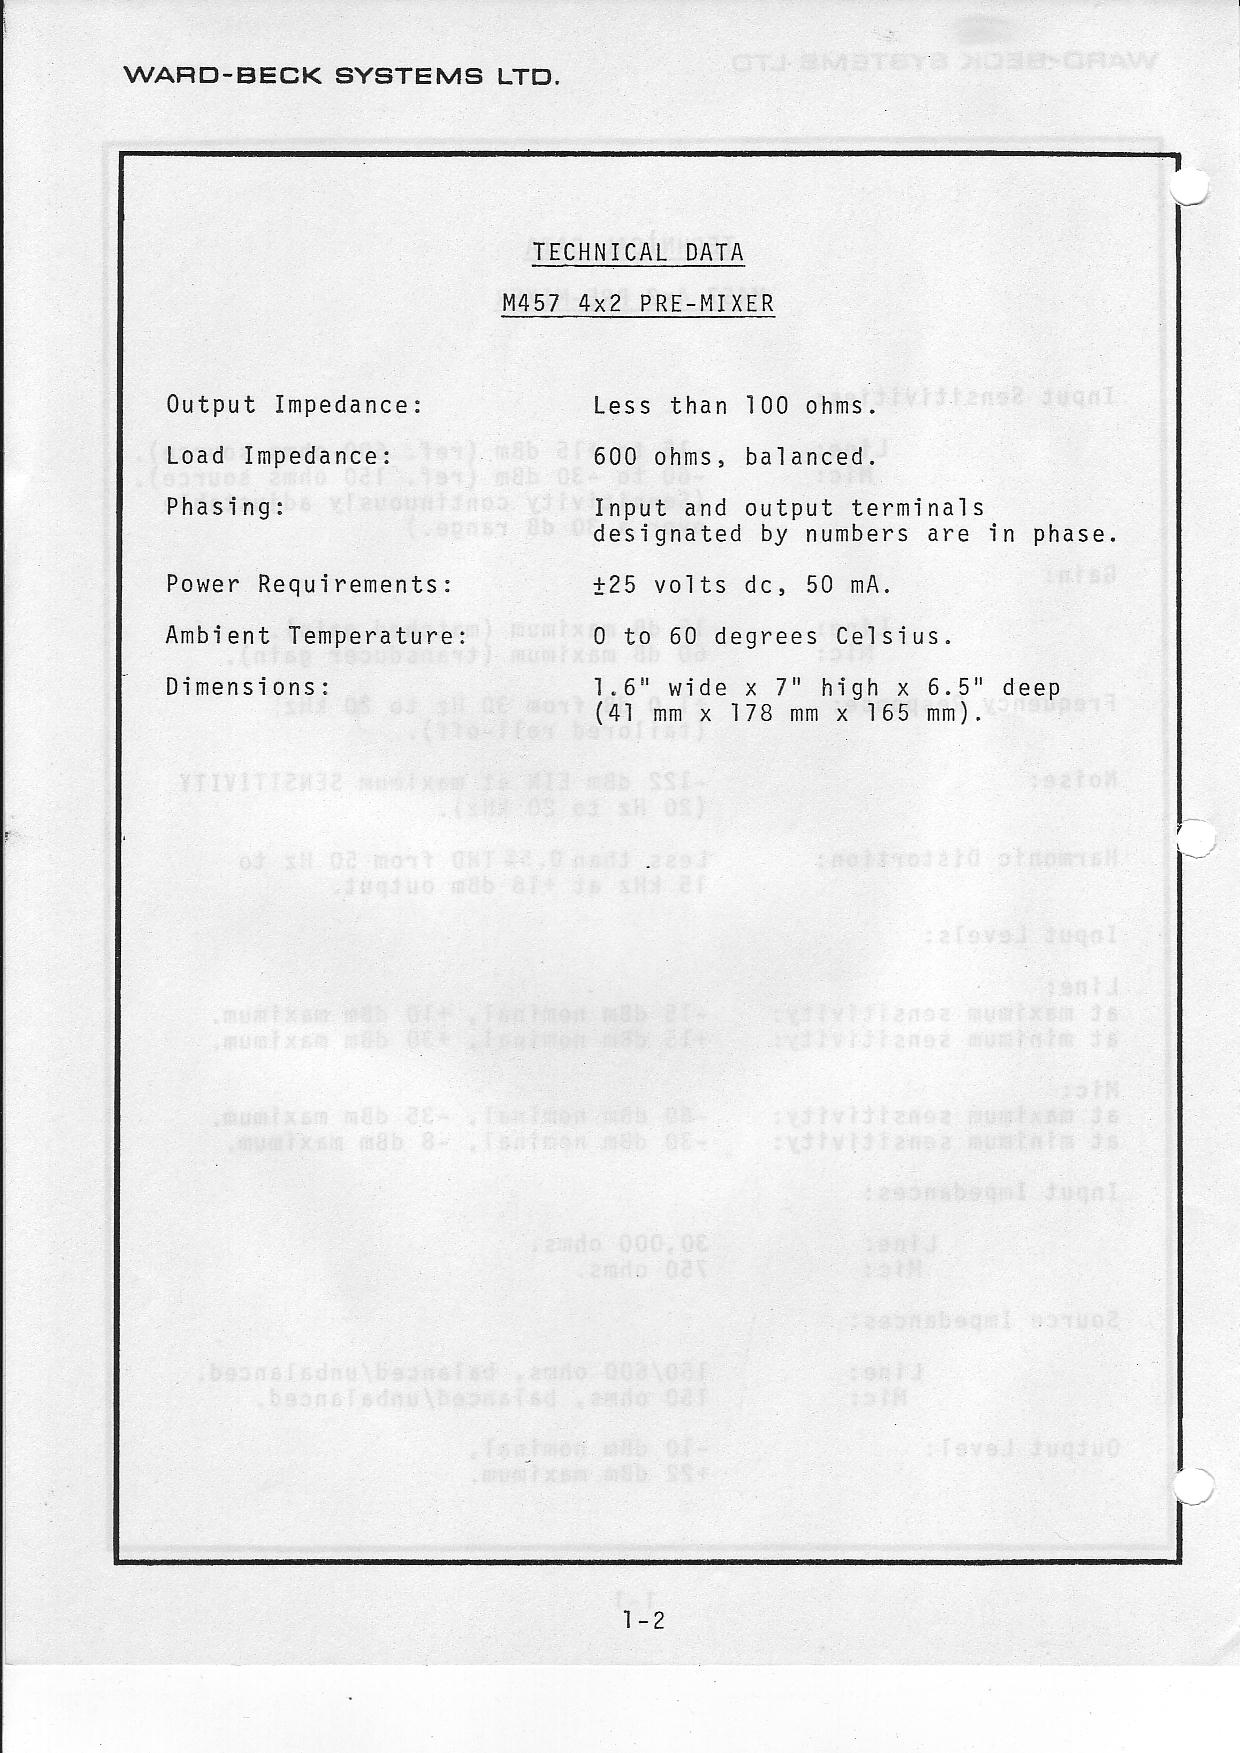 WARD-BECK SYSTEMS LTD.
TECHNICAL DATA
M457 4x2 PRE-MIXER
Output Impedance: Less than 100 ohms.
Load Impedance: 600 ohms, balanced.
Phasing: Input and output terminals
designated by numbers are in phase.
Power Requirements: ±25 volts dc, 50 mA.
Ambient Temperature: 0 to 60 degrees Celsius.
Dimensions: 1.6" wide x 7" high x 6.5" deep
(41 mm x 178 mm x 165 mm).
1-2